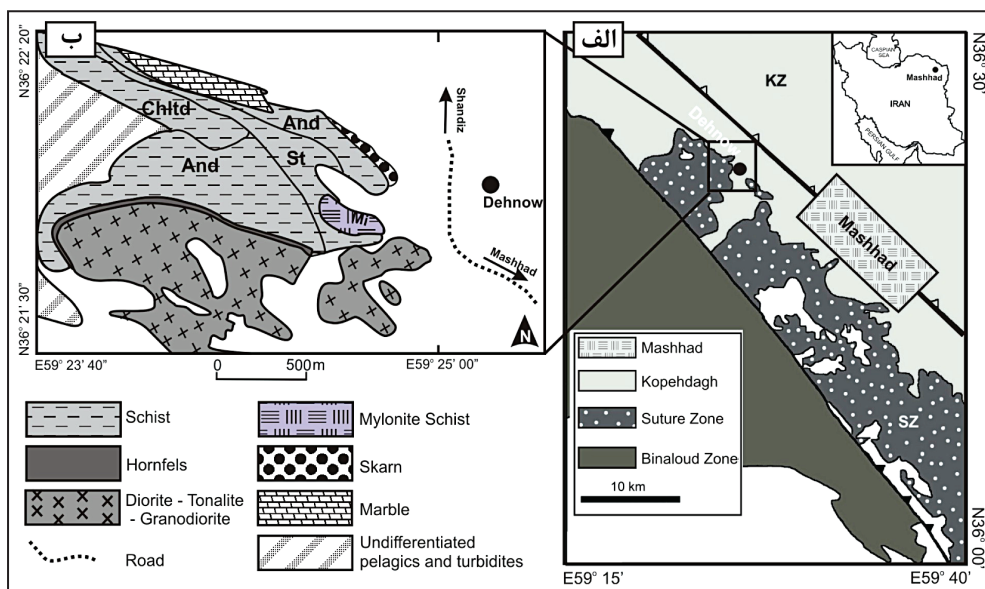 ب
N36° 22' 20"
N36° 21' 30"
Chltd
And
And
St
Mi
Shandiz
Dehnow
Mashhad
N
E59° 23' 40"
0 500m
E59° 25' 00"
Schist
Hornfels
Diorite - Tonalite
- Granodiorite
Road
Mylonite Schist
Skarn
Marble
Undifferentiated
pelagics and turbidites
الف
KZ
Dehnow
Mashhad
SZ
CASPIAN
SEA
Mashhad
IRAN
PERSIAN GULF
N36° 30'
N36° 00'
Mashhad
Kopehdagh
Suture Zone
Binaloud Zone
10 km
E59° 15'
E59° 40'